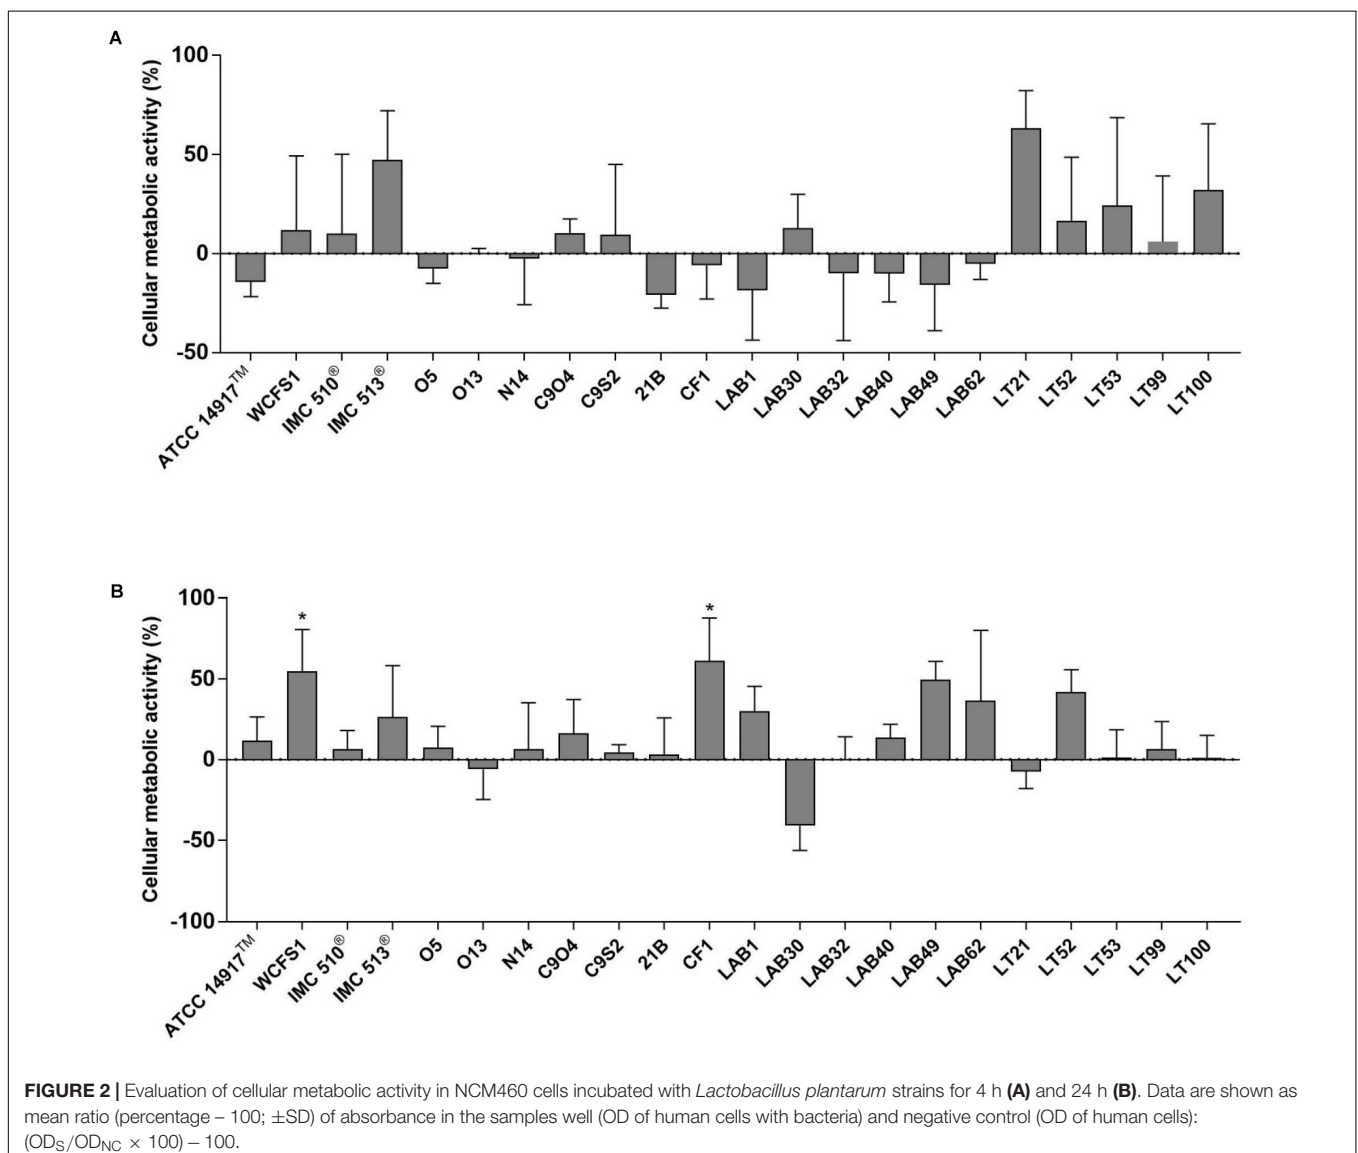 A
Cellular metabolic activity (%)
100
50
0
-50
ATCC 14917™
WCFS1
IMC 510®
IMC 513®
O5
O13
N14
C9O4
C9S2
21B
CF1
LAB1
LAB30
LAB32
LAB40
LAB49
LAB62
LT21
LT52
LT53
LT99
LT100
B
Cellular metabolic activity (%)
100
50
0
-50
-100
*
*
ATCC 14917™
WCFS1
IMC 510®
IMC 513®
O5
O13
N14
C9O4
C9S2
21B
CF1
LAB1
LAB30
LAB32
LAB40
LAB49
LAB62
LT21
LT52
LT53
LT99
LT100
FIGURE 2 | Evaluation of cellular metabolic activity in NCM460 cells incubated with Lactobacillus plantarum strains for 4 h (A) and 24 h (B). Data are shown as
mean ratio (percentage – 100; ±SD) of absorbance in the samples well (OD of human cells with bacteria) and negative control (OD of human cells):
(ODS/ODNC × 100) – 100.